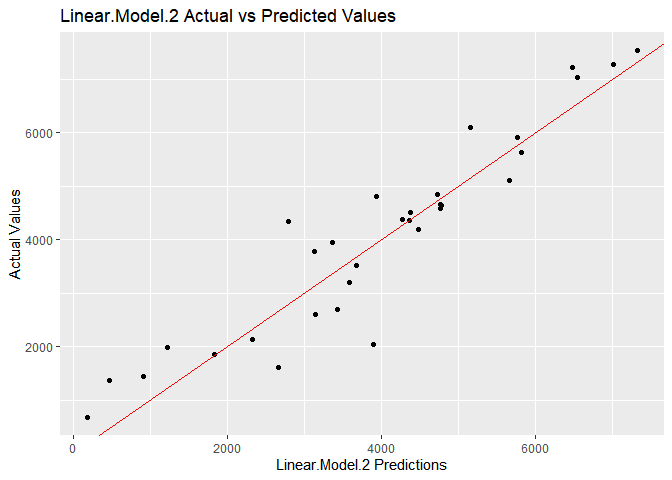 Linear.Model.2 Actual vs Predicted Values
6000
4000
2000
Actual Values
0 2000 4000 6000
Linear.Model.2 Predictions